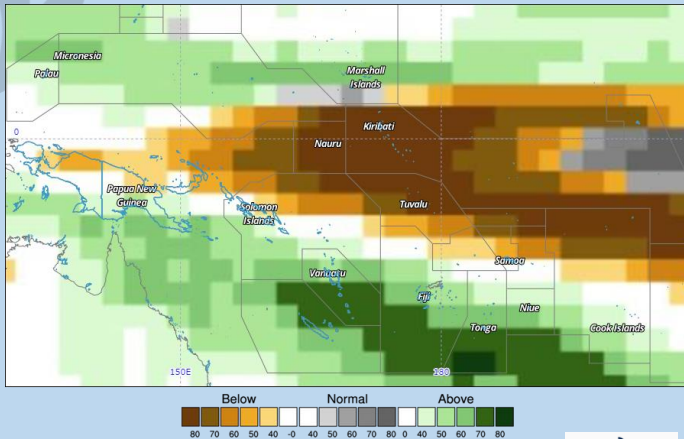 Micronesia
Palau
Marshall
Islands
Kiribati
0
Nauru
Papua New
Guinea
Solomon
Islands
Tuvalu
Samoa
Vanuatu
Fiji
Niue
Tonga
Cook Islands
150E
180
Below Normal Above
80 70 60 50 40 -0 40 50 60 70 80 0 40 50 60 70 80